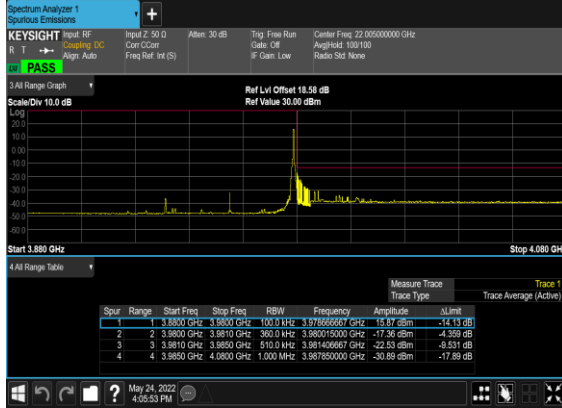 Spectrum Analyzer 1
Spurious Emissions
KEYSIGHT Input: RF Input Z: 50 Ω Atten: 30 dB Trig: Free Run Center Freq: 22.005000000 GHz
R T Coupling: DC Corr CCorr Gate: Off Avg|Hold: 100/100
Align: Auto Freq Ref: Int (S) IF Gain: Low Radio Std: None
PASS
3 All Range Graph
Ref Lvl Offset 18.58 dB
Scale/Div 10.0 dB Ref Value 30.00 dBm
Log
20.0
10.0
0.00
-10.0
-20.0
-30.0
-40.0
-50.0
-60.0
Start 3.880 GHz Stop 4.080 GH
4 All Range Table
Measure Trace Trace 1
Trace Type Trace Average (Active)
Spur Range Start Freq Stop Freq RBW Frequency Amplitude ΔLimit
1 1 3.8800 GHz 3.9800 GHz 100.0 kHz 3.978666667 GHz 15.87 dBm -14.13 dB
2 2 3.9800 GHz 3.9810 GHz 360.0 kHz 3.980015000 GHz -17.36 dBm -4.359 dB
3 3 3.9810 GHz 3.9850 GHz 510.0 kHz 3.981406667 GHz -22.53 dBm -9.531 dB
4 4 3.9850 GHz 4.0800 GHz 1.000 MHz 3.987850000 GHz -30.89 dBm -17.89 dB
May 24, 2022
4:05:53 PM